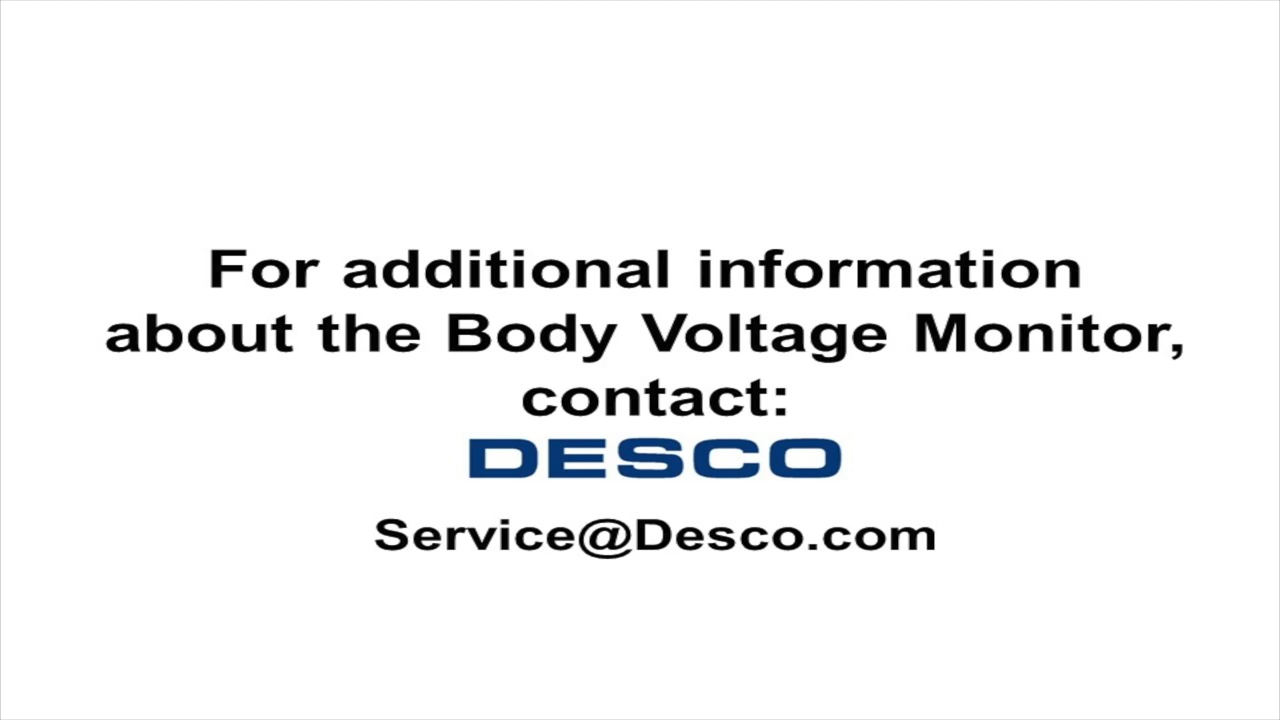 For additional information
about the Body Voltage Monitor,
contact:
DESCO
Service@Desco.com